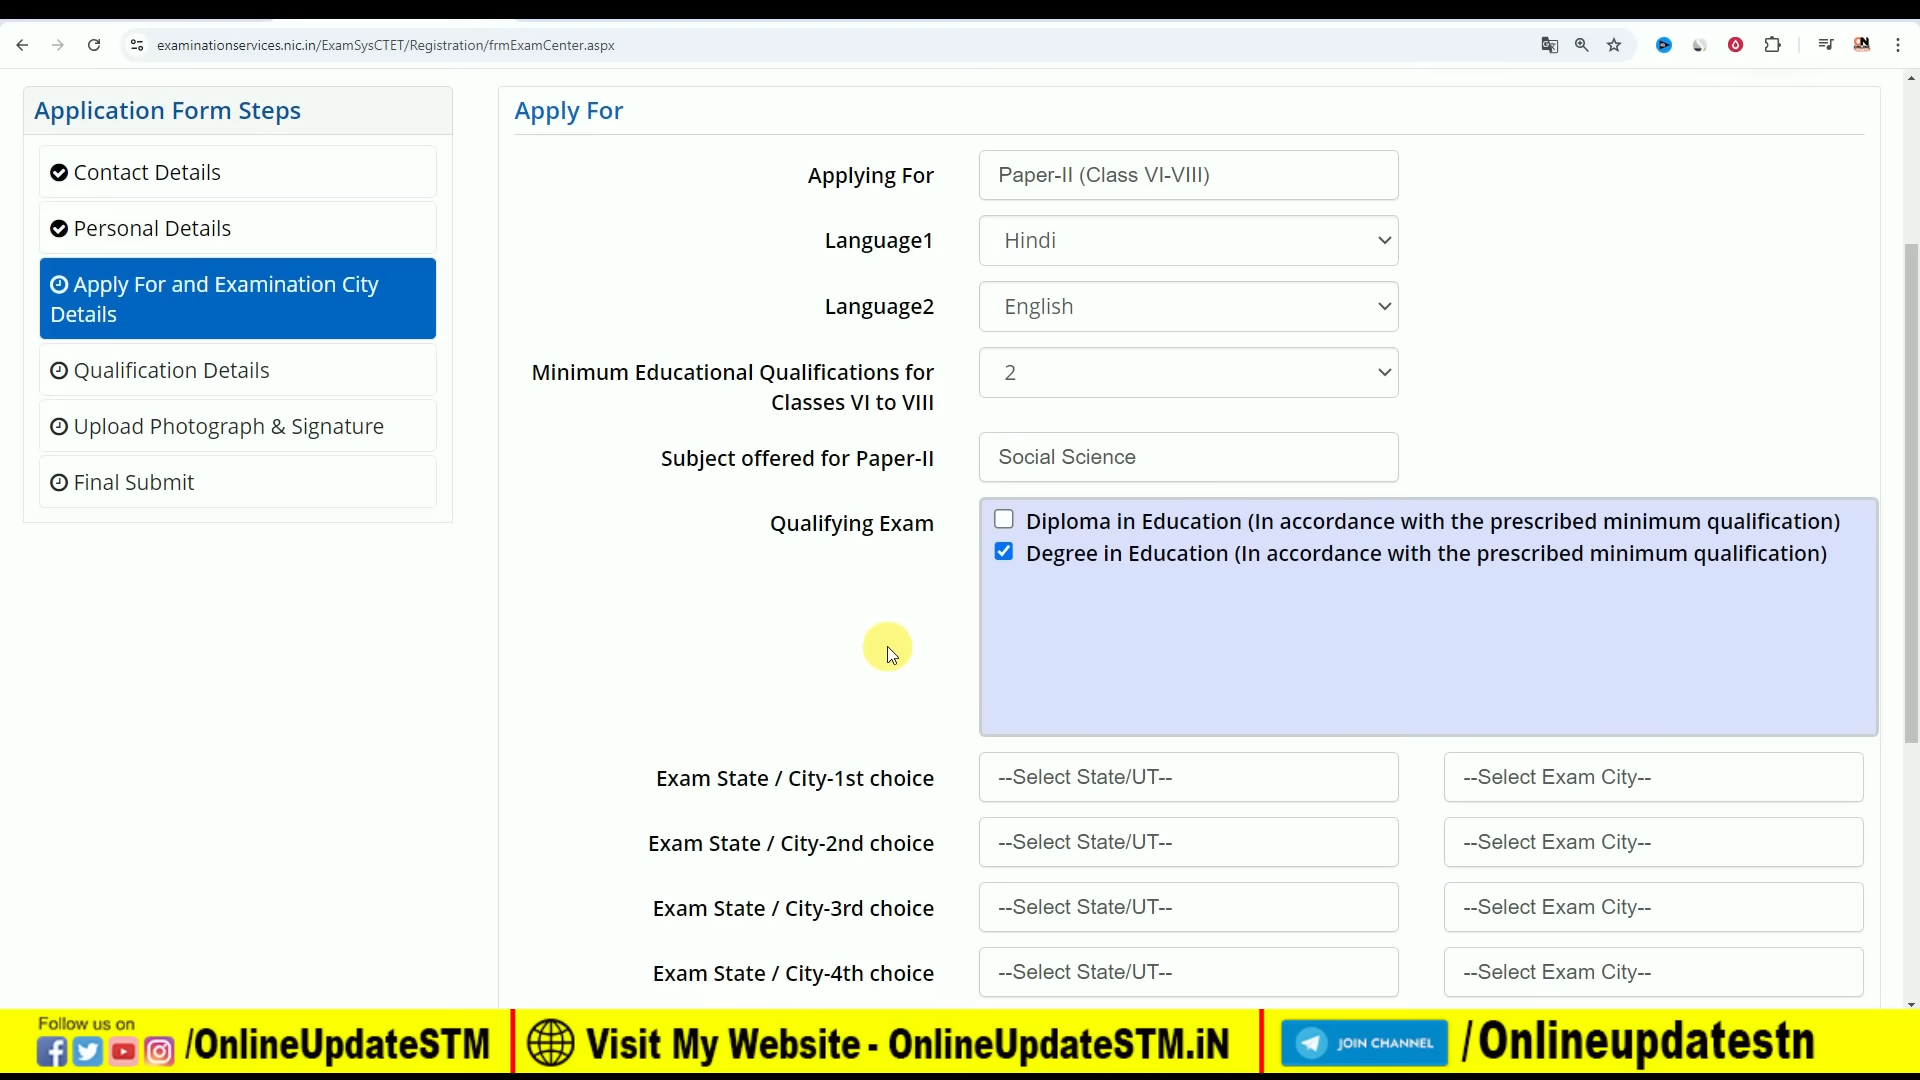 examinationservices.nic.in/ExamSysCTET/Registration/frmExamCenter.aspx
Application Form Steps
Contact Details
Personal Details
Apply For and Examination City
Details
Qualification Details
Upload Photograph & Signature
Final Submit
Apply For
Applying For
Paper-II (Class VI-VIII)
Language1
Hindi
Language2
English
Minimum Educational Qualifications for
Classes VI to VIII
2
Subject offered for Paper-II
Social Science
Qualifying Exam
Diploma in Education (In accordance with the prescribed minimum qualification)
Degree in Education (In accordance with the prescribed minimum qualification)
Exam State / City-1st choice
--Select State/UT--
--Select Exam City--
Exam State / City-2nd choice
--Select State/UT--
--Select Exam City--
Exam State / City-3rd choice
--Select State/UT--
--Select Exam City--
Exam State / City-4th choice
--Select State/UT--
--Select Exam City--
Follow us on
/OnlineUpdateSTM
Visit My Website - OnlineUpdateSTM.iN
JOIN CHANNEL
/Onlineupdatestn